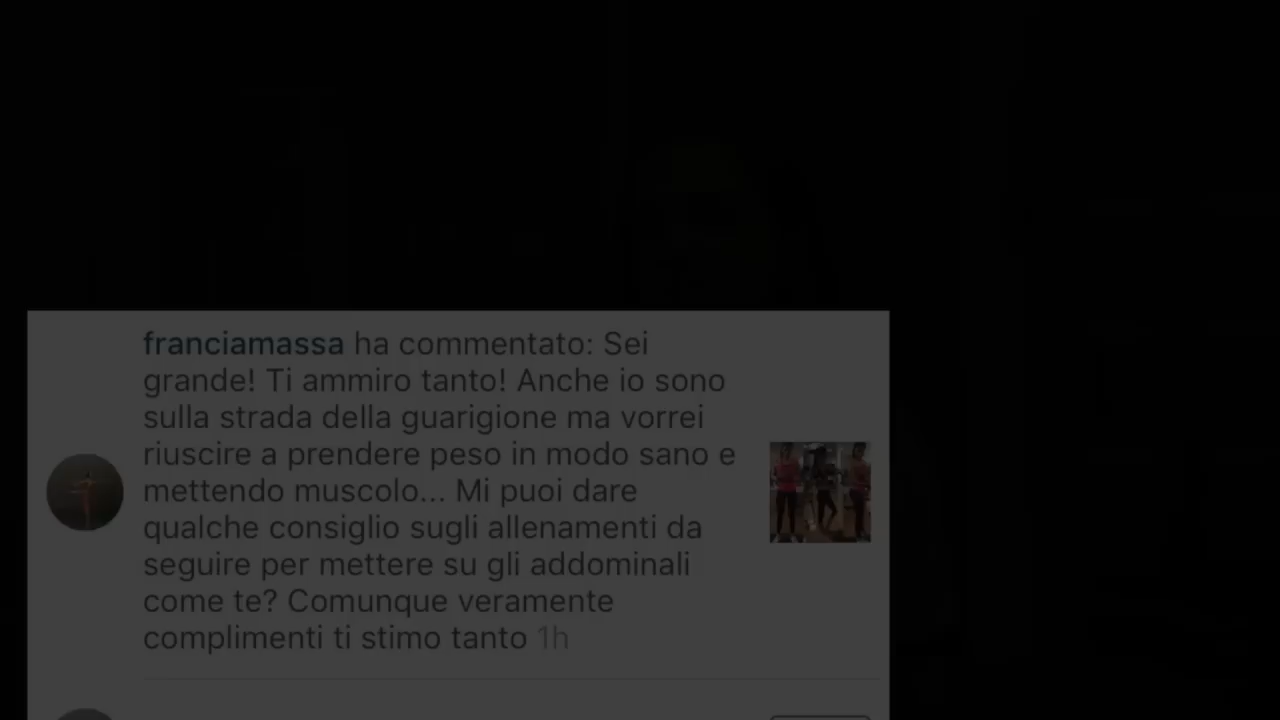 franciamassa ha commentato: Sei
grande! Ti ammiro tanto! Anche io sono
sulla strada della guarigione ma vorrei
riuscire a prendere peso in modo sano e
mettendo muscolo... Mi puoi dare
qualche consiglio sugli allenamenti da
seguire per mettere su gli addominali
come te? Comunque veramente
complimenti ti stimo tanto 1h